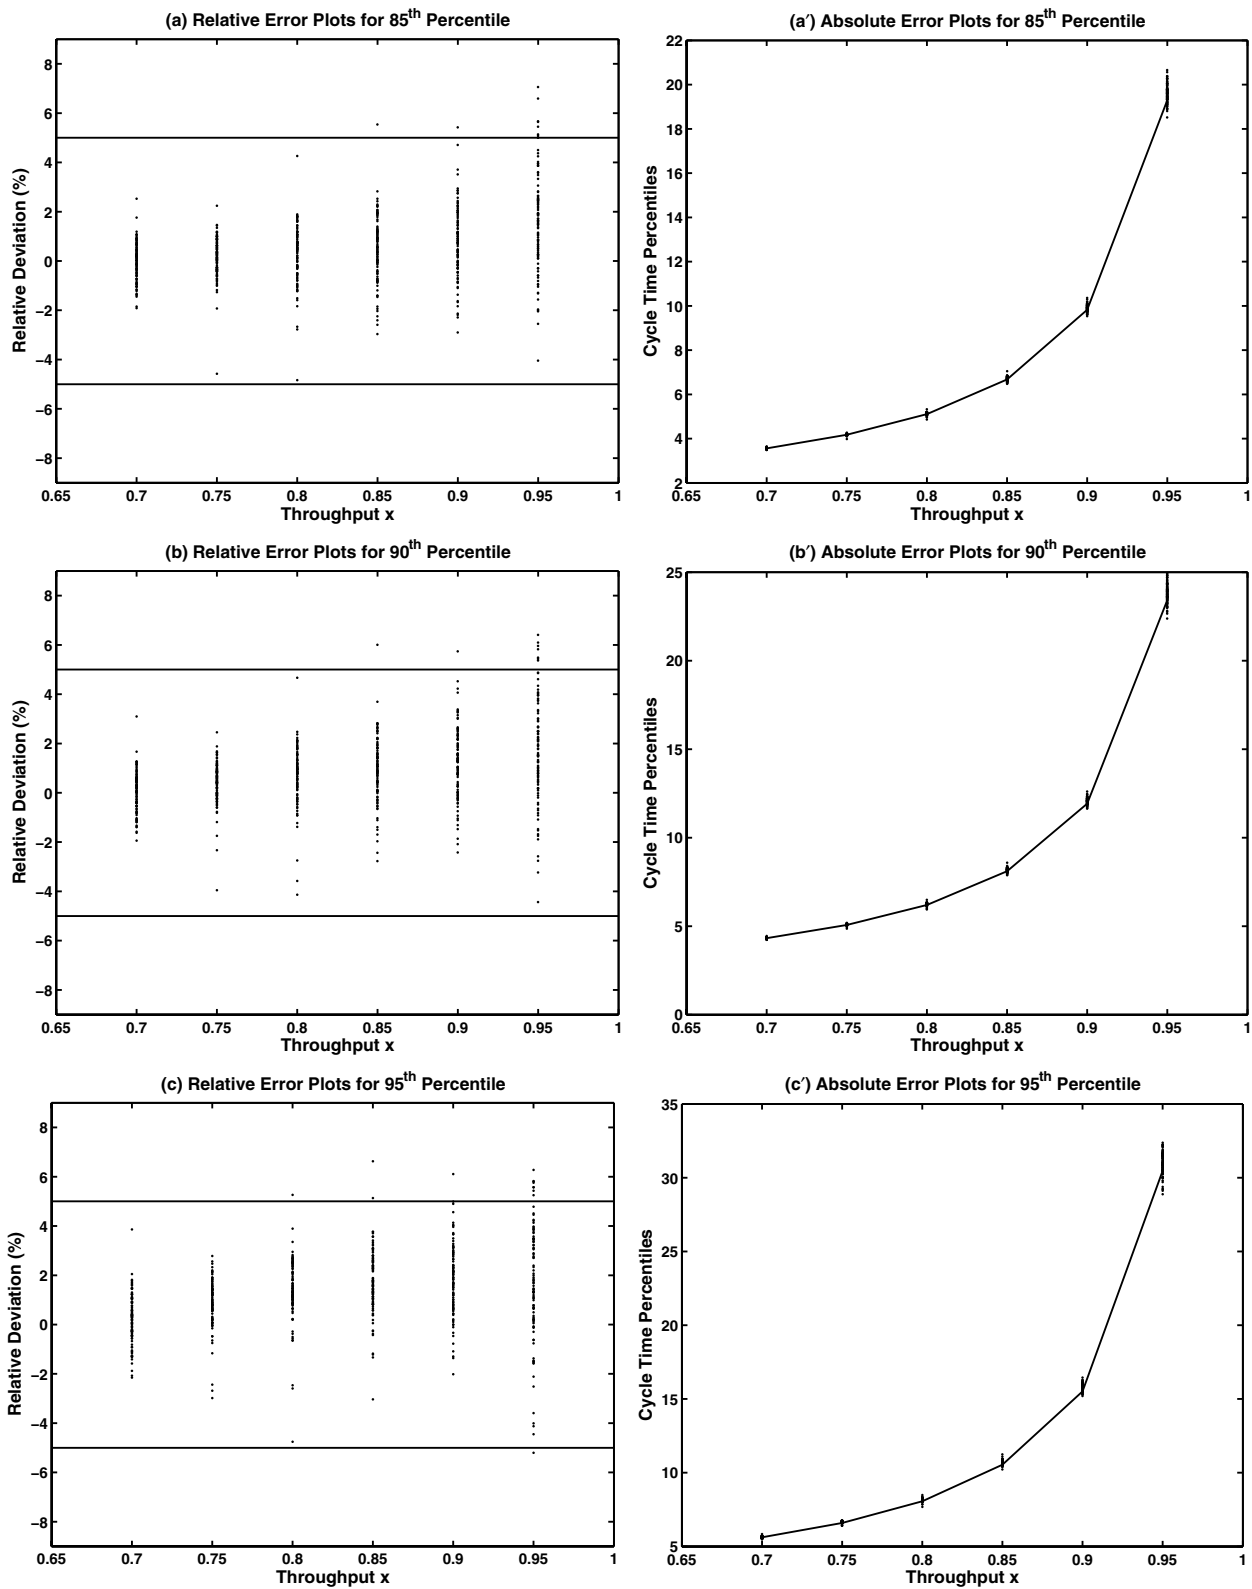 (a) Relative Error Plots for 85th Percentile
8
6
4
2
0
−2
−4
−6
−8
Relative Deviation (%)
0.65 0.7 0.75 0.8 0.85 0.9 0.95 1
Throughput x
(a′) Absolute Error Plots for 85th Percentile
22
20
18
16
14
12
10
8
6
4
2
Cycle Time Percentiles
0.65 0.7 0.75 0.8 0.85 0.9 0.95 1
Throughput x
(b) Relative Error Plots for 90th Percentile
8
6
4
2
0
−2
−4
−6
−8
Relative Deviation (%)
0.65 0.7 0.75 0.8 0.85 0.9 0.95 1
Throughput x
(b′) Absolute Error Plots for 90th Percentile
25
20
15
10
5
0
Cycle Time Percentiles
0.65 0.7 0.75 0.8 0.85 0.9 0.95 1
Throughput x
(c) Relative Error Plots for 95th Percentile
8
6
4
2
0
−2
−4
−6
−8
Relative Deviation (%)
0.65 0.7 0.75 0.8 0.85 0.9 0.95 1
Throughput x
(c′) Absolute Error Plots for 95th Percentile
35
30
25
20
15
10
5
Cycle Time Percentiles
0.65 0.7 0.75 0.8 0.85 0.9 0.95 1
Throughput x